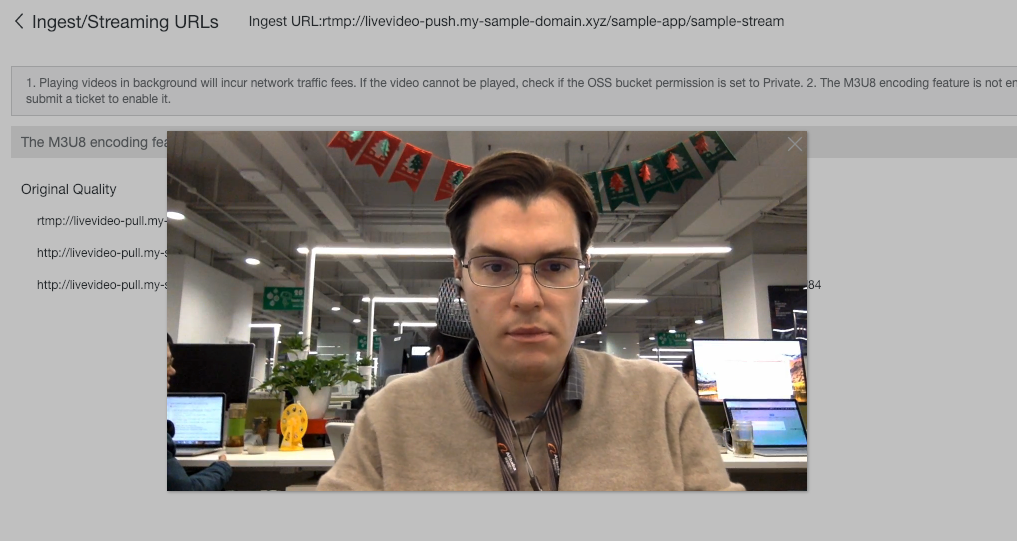 Ingest/Streaming URLs
Ingest URL:rtmp://livevideo-push.my-sample-domain.xyz/sample-app/sample-stream
1. Playing videos in background will incur network traffic fees. If the video cannot be played, check if the OSS bucket permission is set to Private. 2. The M3U8 encoding feature is not en
submit a ticket to enable it.
The M3U8 encoding fea
Original Quality
rtmp://livevideo-pull.my-
http://livevideo-pull.my-s
http://livevideo-pull.my-s
84